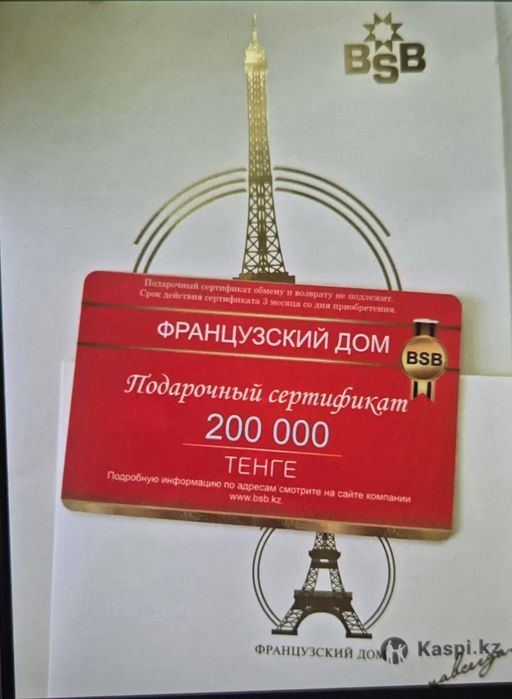 BSB
Подарочный сертификат обмену и возврату не подлежит.
Срок действия сертификата 3 месяца со дня приобретения.
ФРАНЦУЗСКИЙ ДОМ
BSB
Подарочный сертификат
200 000
ТЕНГЕ
Подробную информацию по адресам смотрите на сайте компании
www.bsb.kz.
ФРАНЦУЗСКИЙ ДОМ
Kaspi.kz